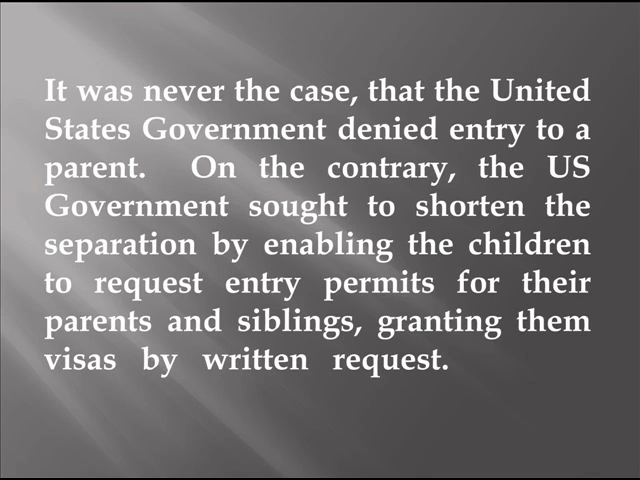 It was never the case, that the United
States Government denied entry to a
parent. On the contrary, the US
Government sought to shorten the
separation by enabling the children
to request entry permits for their
parents and siblings, granting them
visas by written request.